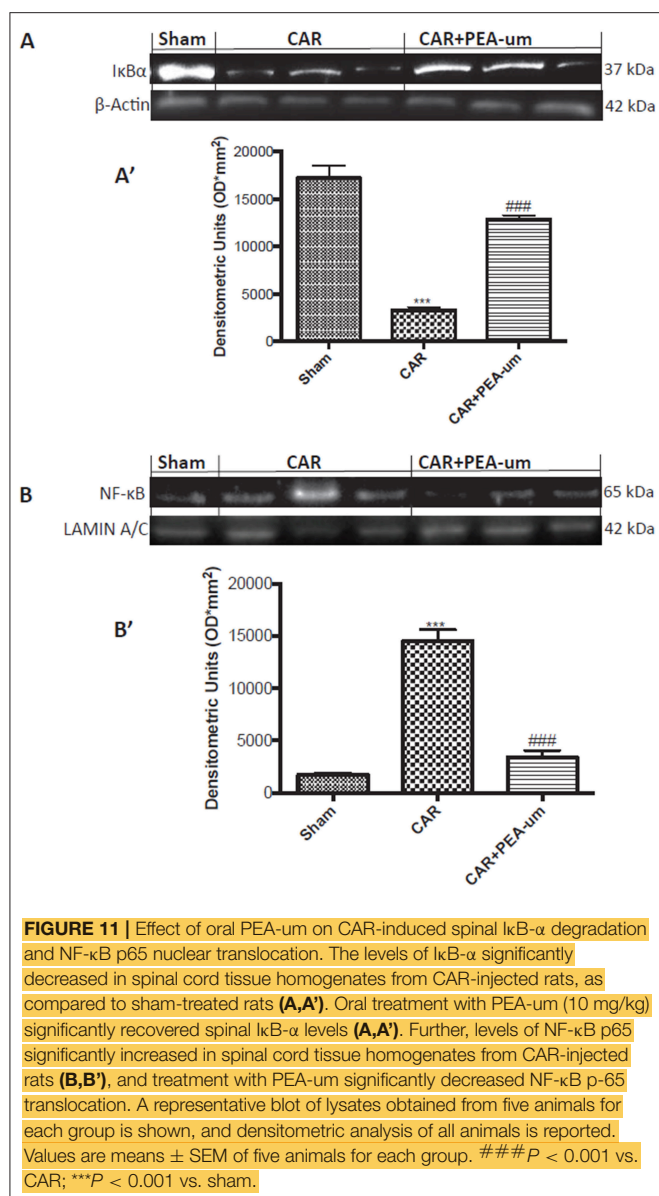 A
Sham CAR CAR+PEA-um
IκBα 37 kDa
β-Actin 42 kDa
A'
Densitometric Units (OD*mm²)
20000
15000
10000
5000
0
***
###
Sham CAR CAR+PEA-um
B
Sham CAR CAR+PEA-um
NF-κB 65 kDa
LAMIN A/C 42 kDa
B'
Densitometric Units (OD*mm²)
20000
15000
10000
5000
0
***
###
Sham CAR CAR+PEA-um
FIGURE 11 | Effect of oral PEA-um on CAR-induced spinal IκB-α degradation
and NF-κB p65 nuclear translocation. The levels of IκB-α significantly
decreased in spinal cord tissue homogenates from CAR-injected rats, as
compared to sham-treated rats (A,A'). Oral treatment with PEA-um (10 mg/kg)
significantly recovered spinal IκB-α levels (A,A'). Further, levels of NF-κB p65
significantly increased in spinal cord tissue homogenates from CAR-injected
rats (B,B'), and treatment with PEA-um significantly decreased NF-κB p-65
translocation. A representative blot of lysates obtained from five animals for
each group is shown, and densitometric analysis of all animals is reported.
Values are means ± SEM of five animals for each group. ###P < 0.001 vs.
CAR; ***P < 0.001 vs. sham.